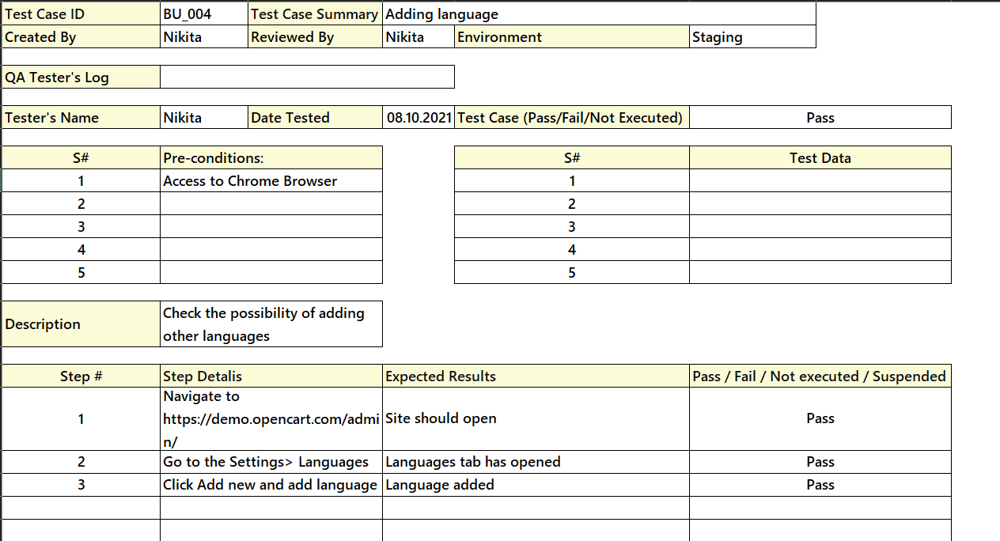 Test Case ID BU_004 Test Case Summary Adding language
Created By Nikita Reviewed By Nikita Environment Staging
QA Tester's Log
Tester's Name Nikita Date Tested 08.10.2021 Test Case (Pass/Fail/Not Executed) Pass
S# Pre-conditions: S# Test Data
1 Access to Chrome Browser 1
2 2
3 3
4 4
5 5
Description Check the possibility of adding
other languages
Step # Step Detalis Expected Results Pass / Fail / Not executed / Suspended
Navigate to
1 https://demo.opencart.com/admi Site should open Pass
n/
2 Go to the Settings> Languages Languages tab has opened Pass
3 Click Add new and add language Language added Pass